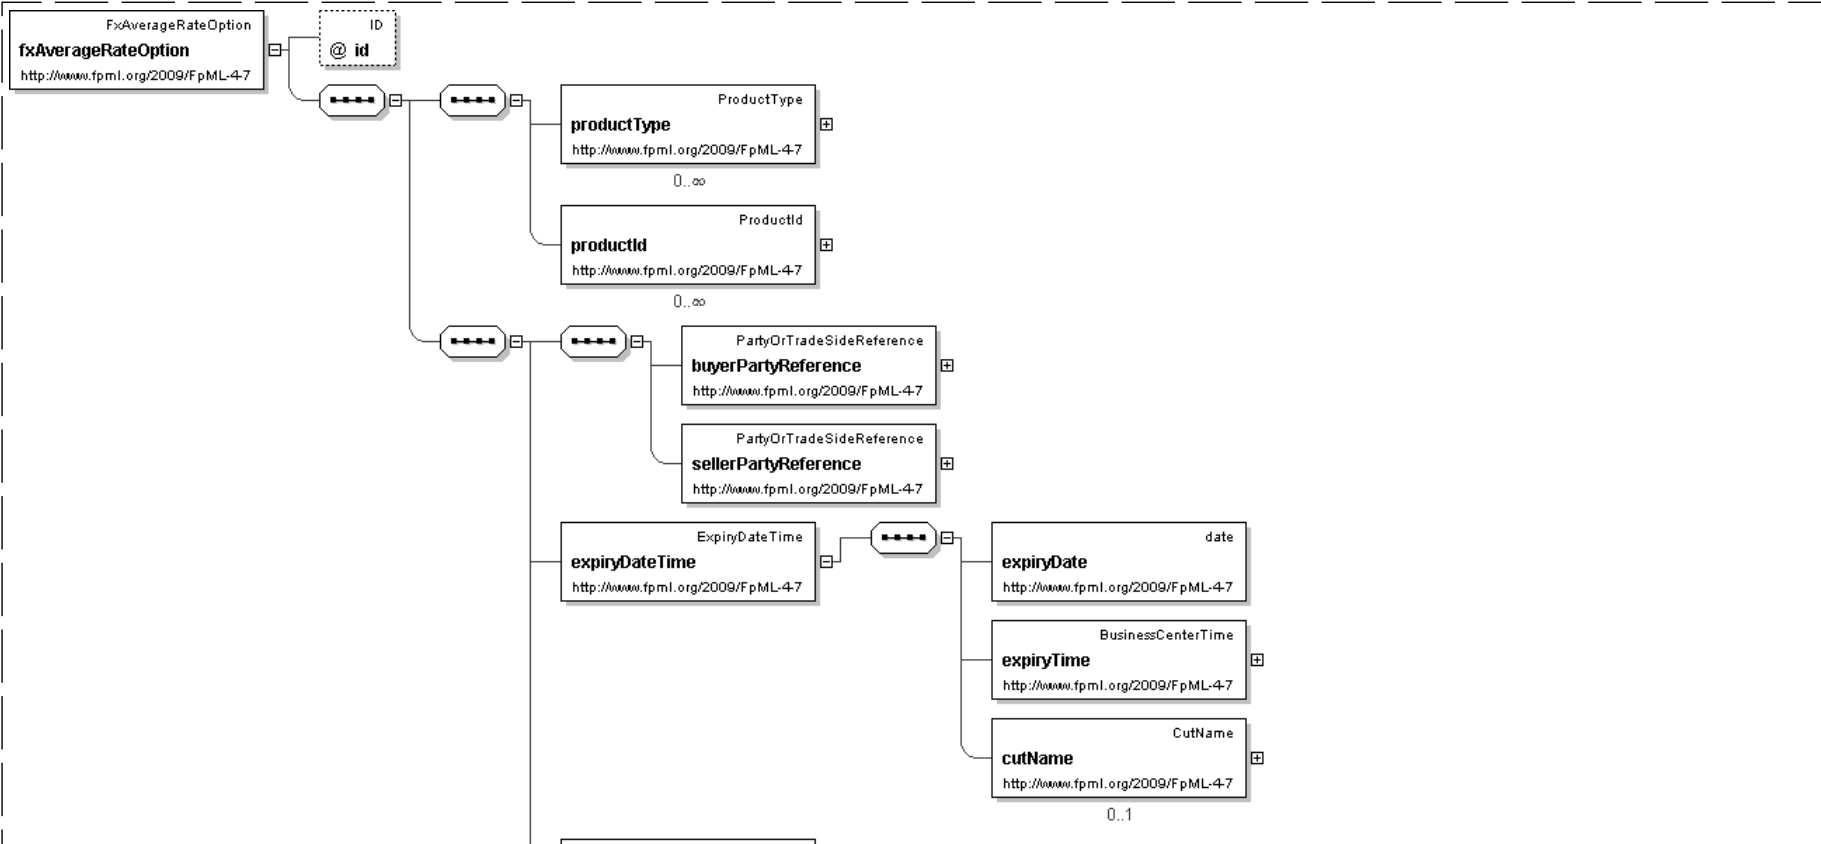 FxAverageRateOption
fxAverageRateOption
http://www.fpml.org/2009/FpML-4-7
ID
@ id
ProductType
productType
http://www.fpml.org/2009/FpML-4-7
0..∞
ProductId
productId
http://www.fpml.org/2009/FpML-4-7
0..∞
PartyOrTradeSideReference
buyerPartyReference
http://www.fpml.org/2009/FpML-4-7
PartyOrTradeSideReference
sellerPartyReference
http://www.fpml.org/2009/FpML-4-7
ExpiryDateTime
expiryDateTime
http://www.fpml.org/2009/FpML-4-7
date
expiryDate
http://www.fpml.org/2009/FpML-4-7
BusinessCenterTime
expiryTime
http://www.fpml.org/2009/FpML-4-7
CutName
cutName
http://www.fpml.org/2009/FpML-4-7
0..1